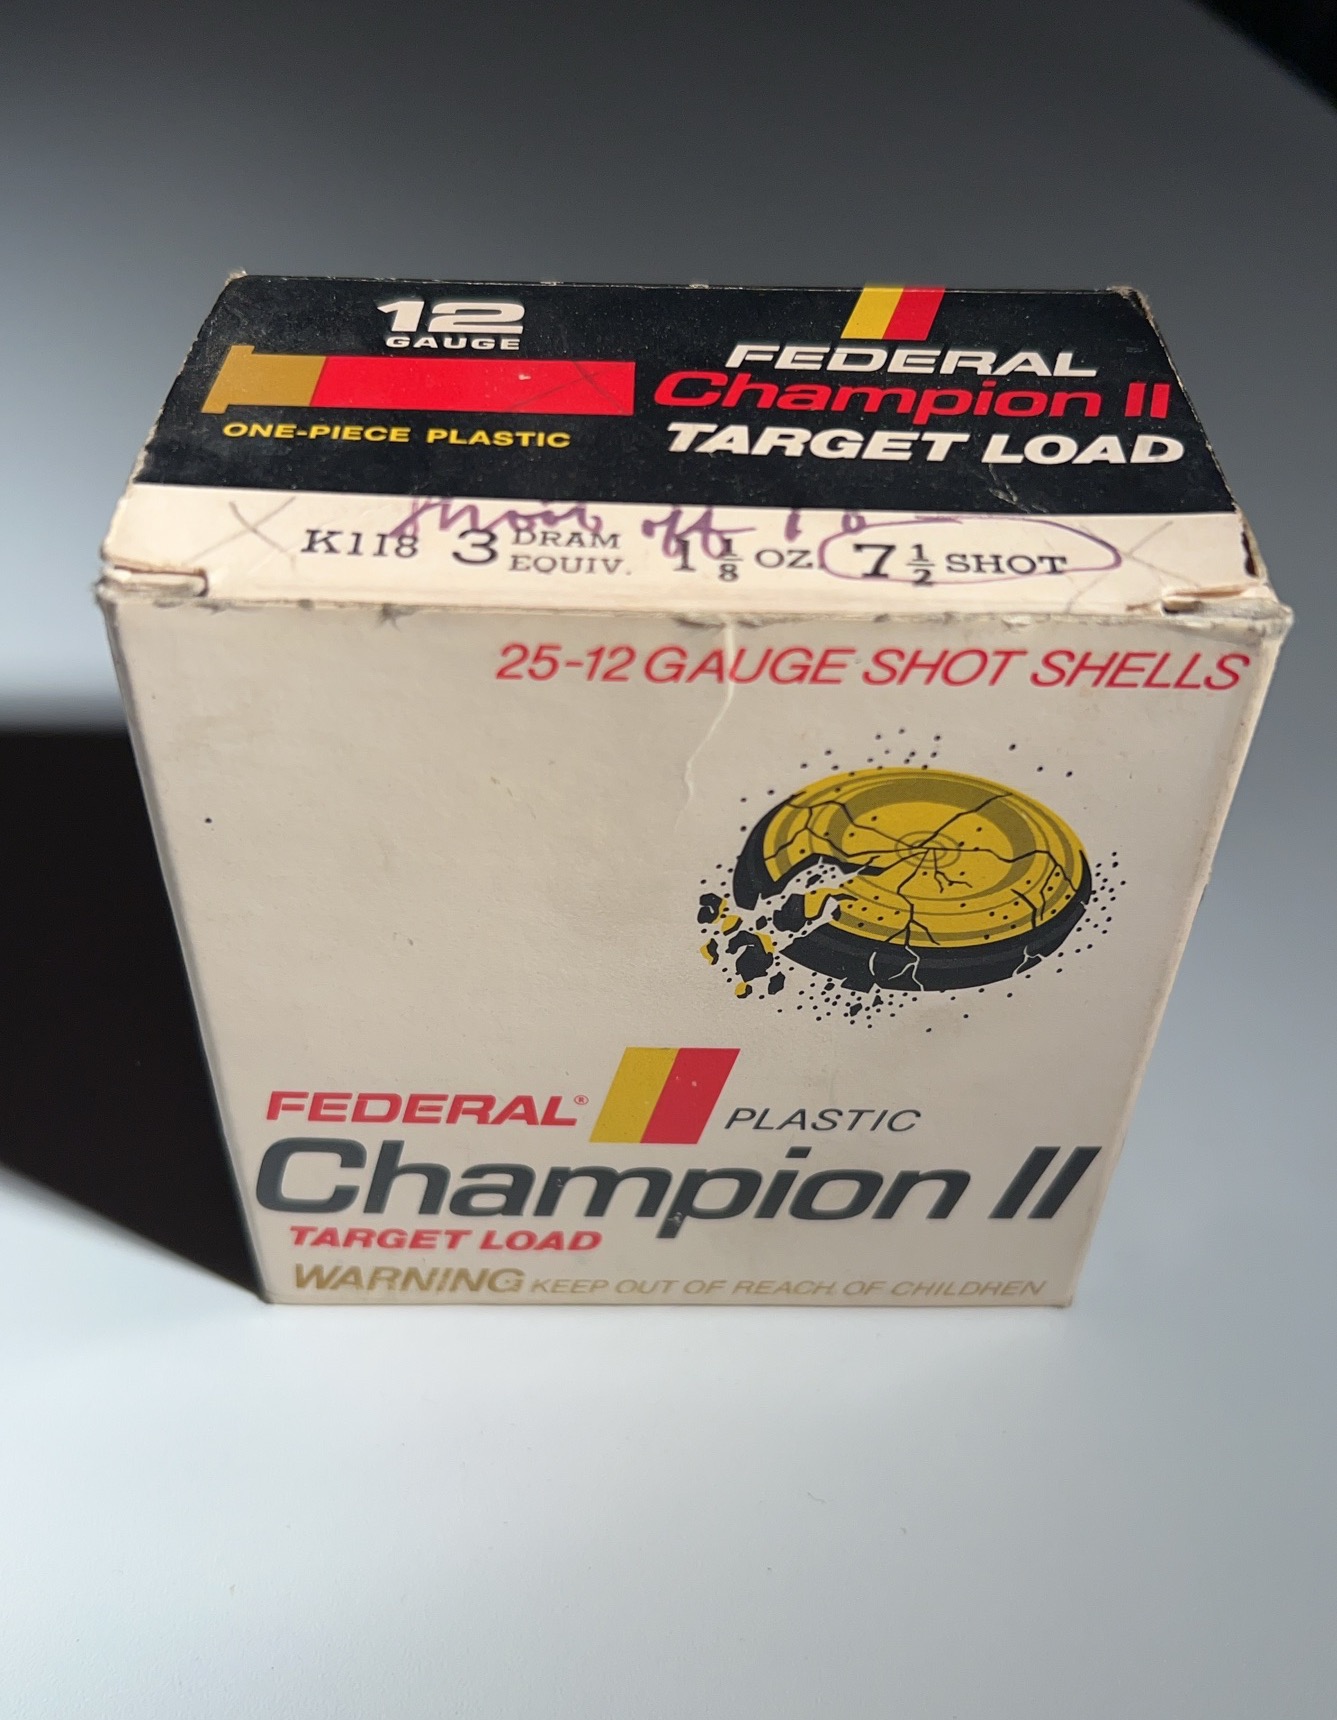 12
GAUGE
ONE-PIECE PLASTIC
FEDERAL
Champion II
TARGET LOAD
shoot off
K118 3 DRAM EQUIV. 1 1/8 OZ. 7 1/2 SHOT
25-12 GAUGE SHOT SHELLS
FEDERAL® PLASTIC
Champion II
TARGET LOAD
WARNING: KEEP OUT OF REACH OF CHILDREN